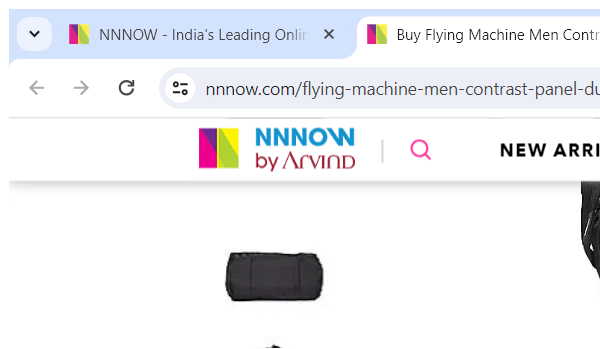 NNNOW - India's Leading Onlin
Buy Flying Machine Men Contr
nnnow.com/flying-machine-men-contrast-panel-du
NNNOW
by ARVIND
NEW ARRI